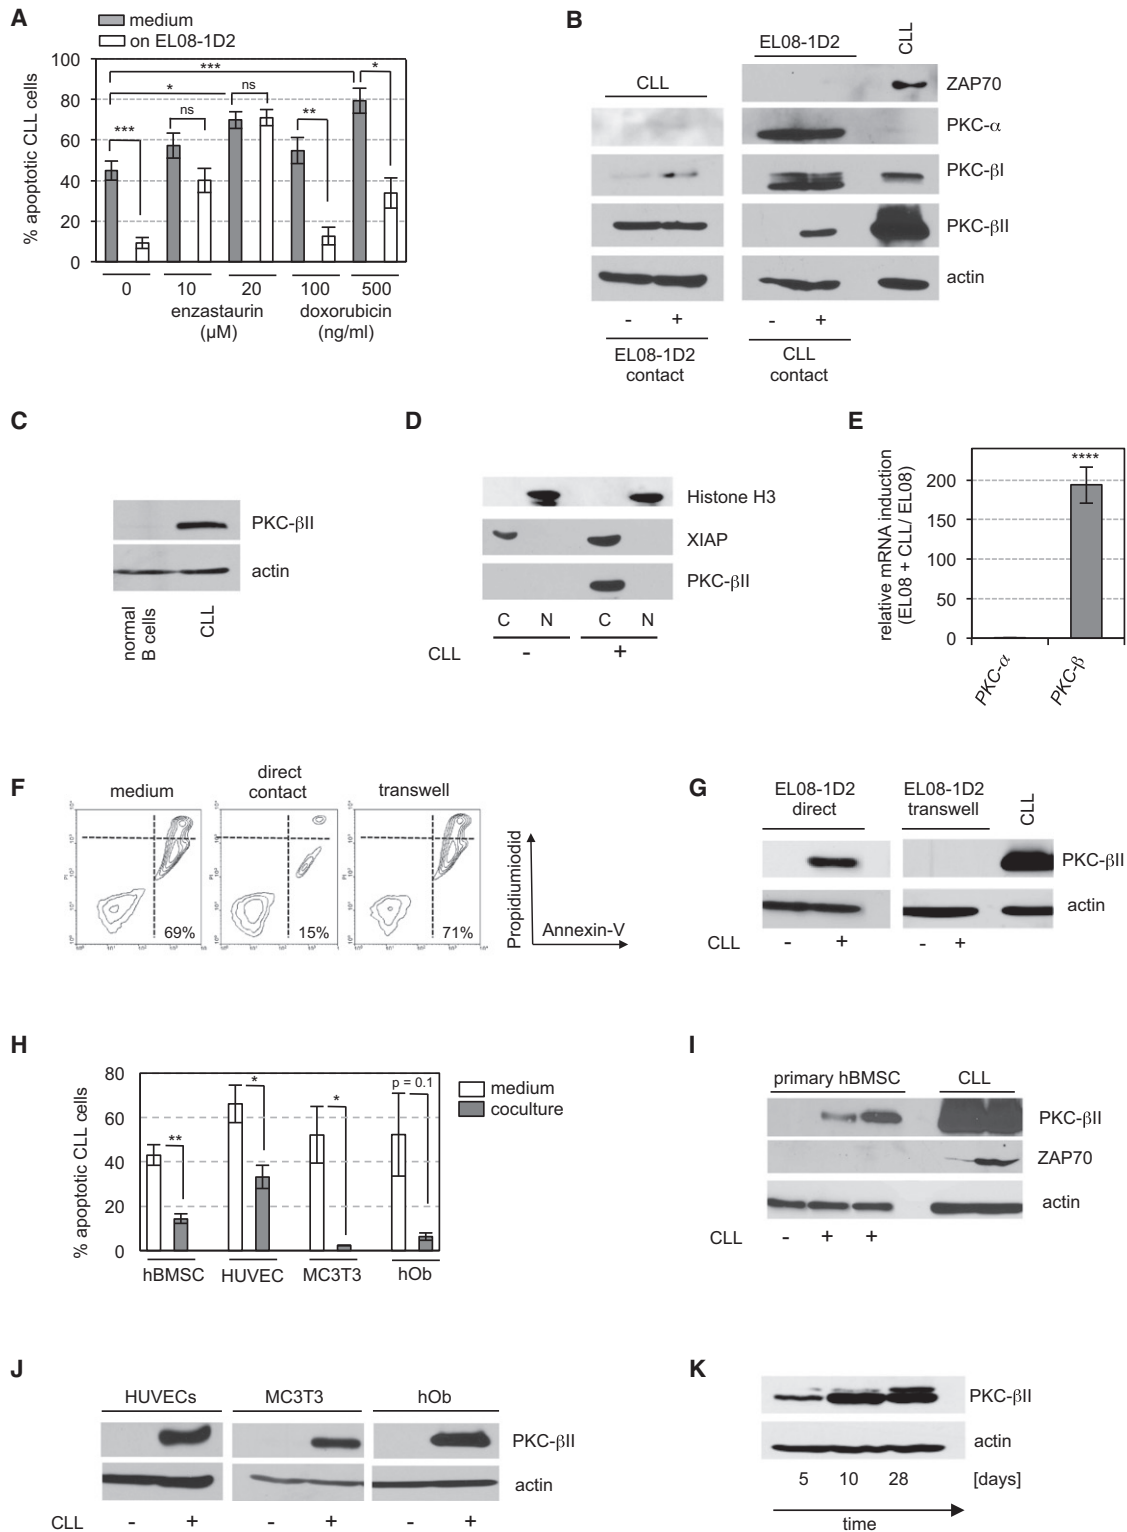 A
medium
on EL08-1D2
% apoptotic CLL cells
100
80
60
40
20
0
***
*
*
ns
ns
***
**
0
10
20
100
500
enzastaurin
(µM)
doxorubicin
(ng/ml)
B
CLL
EL08-1D2
CLL
ZAP70
PKC-α
PKC-βI
PKC-βII
actin
- +
- +
EL08-1D2
contact
CLL
contact
C
PKC-βII
actin
normal
B cells
CLL
D
Histone H3
XIAP
PKC-βII
C N C N
CLL - +
E
relative mRNA induction
(EL08 + CLL/ EL08)
200
150
100
50
0
****
PKC-α
PKC-β
F
medium
direct
contact
transwell
69%
15%
71%
Propidiumiodid
Annexin-V
G
EL08-1D2
direct
EL08-1D2
transwell
CLL
PKC-βII
actin
CLL - + - +
H
% apoptotic CLL cells
80
60
40
20
0
**
*
*
p = 0.1
medium
coculture
hBMSC
HUVEC
MC3T3
hOb
I
primary hBMSC
CLL
PKC-βII
ZAP70
actin
CLL - + +
J
HUVECs
MC3T3
hOb
PKC-βII
actin
CLL - + - + - +
K
PKC-βII
actin
5 10 28 [days]
time